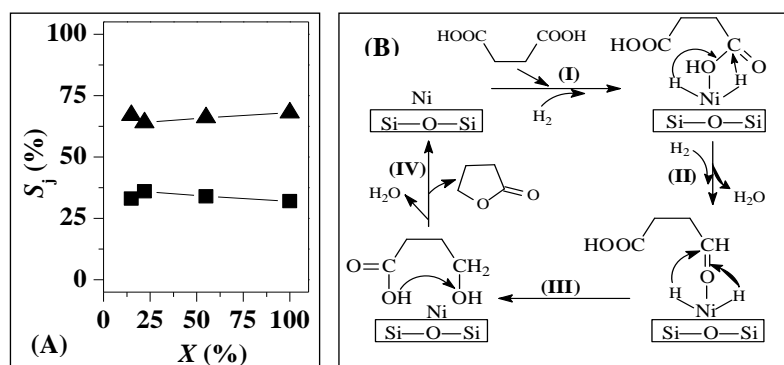 100
75
50
25
0
S_j (%)
0 25 50 75 100
X (%)
(A)
(B)
HOOC COOH
(I)
H2
Ni
Si—O—Si
HOOC C O
HO
H H
Ni
Si—O—Si
H2
(II)
H2O
HOOC CH
O
H H
Ni
Si—O—Si
(III)
O=C CH2
OH OH
Ni
Si—O—Si
(IV)
H2O
O O